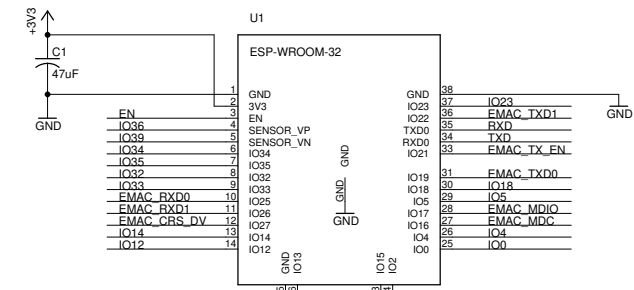 +3V3
U1
ESP-WROOM-32
C1
47uF
GND
1 GND
2 3V3
EN 3 EN
IO36 4 SENSOR_VP
IO39 5 SENSOR_VN
IO34 6 IO34
IO35 7 IO35
IO32 8 IO32
IO33 9 IO33
EMAC_RXD0 10 IO25
EMAC_RXD1 11 IO26
EMAC_CRS_DV 12 IO27
IO14 13 IO14
IO12 14 IO12
GND
GND
GND
GND 38
IO23 37 IO23
IO22 36 EMAC_TXD1
TXD0 35 RXD
RXD0 34 TXD
IO21 33 EMAC_TX_EN
IO19 31 EMAC_TXD0
IO18 30 IO18
IO5 29 IO5
IO17 28 EMAC_MDIO
IO16 27 EMAC_MDC
IO4 26 IO4
IO0 25 IO0
GND
GND
IO13
IO15
IO2